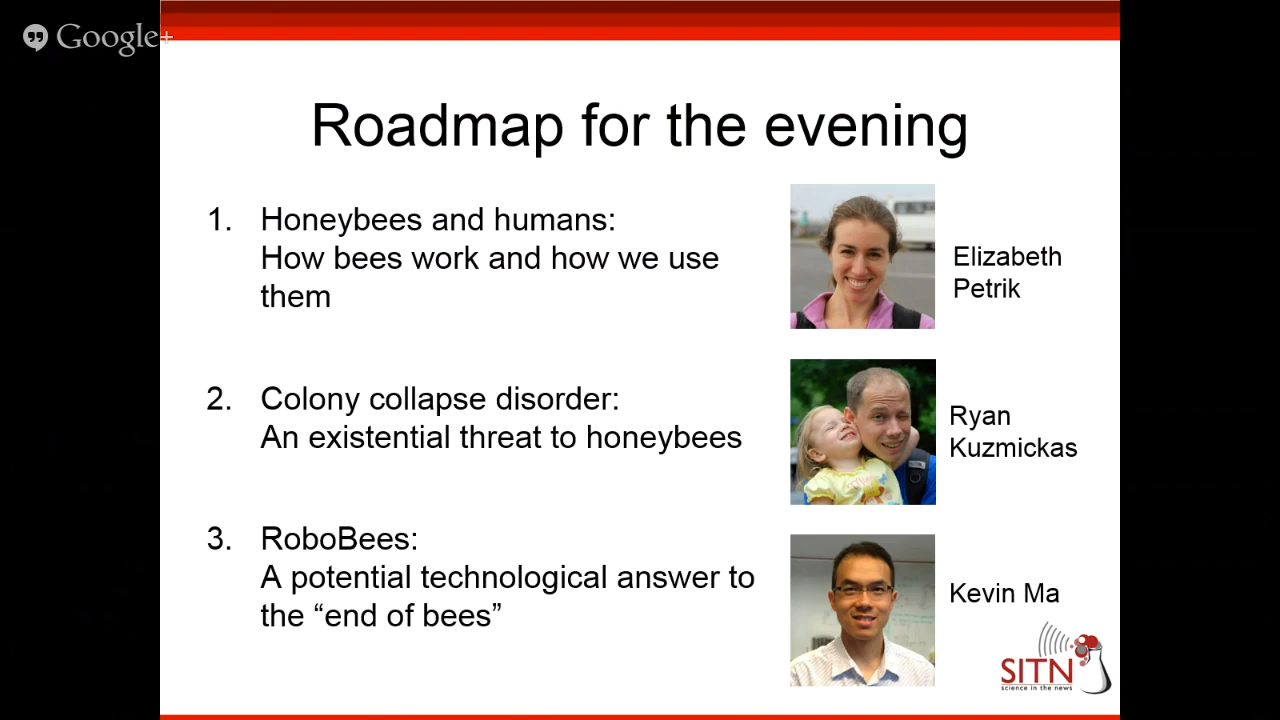 Google+
Roadmap for the evening
1. Honeybees and humans:
How bees work and how we use
them
Elizabeth
Petrik
2. Colony collapse disorder:
An existential threat to honeybees
Ryan
Kuzmickas
3. RoboBees:
A potential technological answer to
the “end of bees”
Kevin Ma
SITN
science in the news